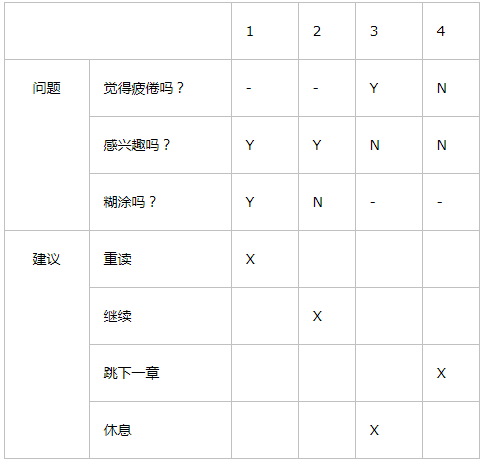 1 2 3 4
问题 觉得疲倦吗？ - - Y N
感兴趣吗？ Y Y N N
糊涂吗？ Y N - -
建议 重读 X
继续 X
跳下一章 X
休息 X